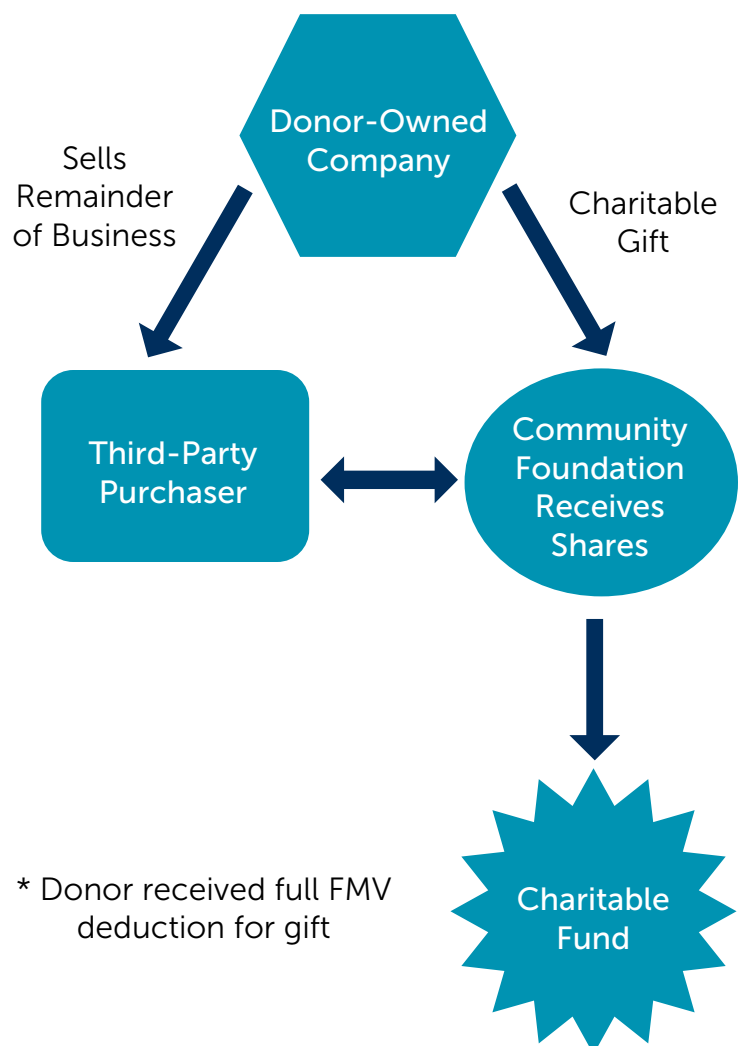 Donor-Owned
Company
Sells
Remainder
of Business
Charitable
Gift
Third-Party
Purchaser
Community
Foundation
Receives
Shares
* Donor received full FMV
deduction for gift
Charitable
Fund